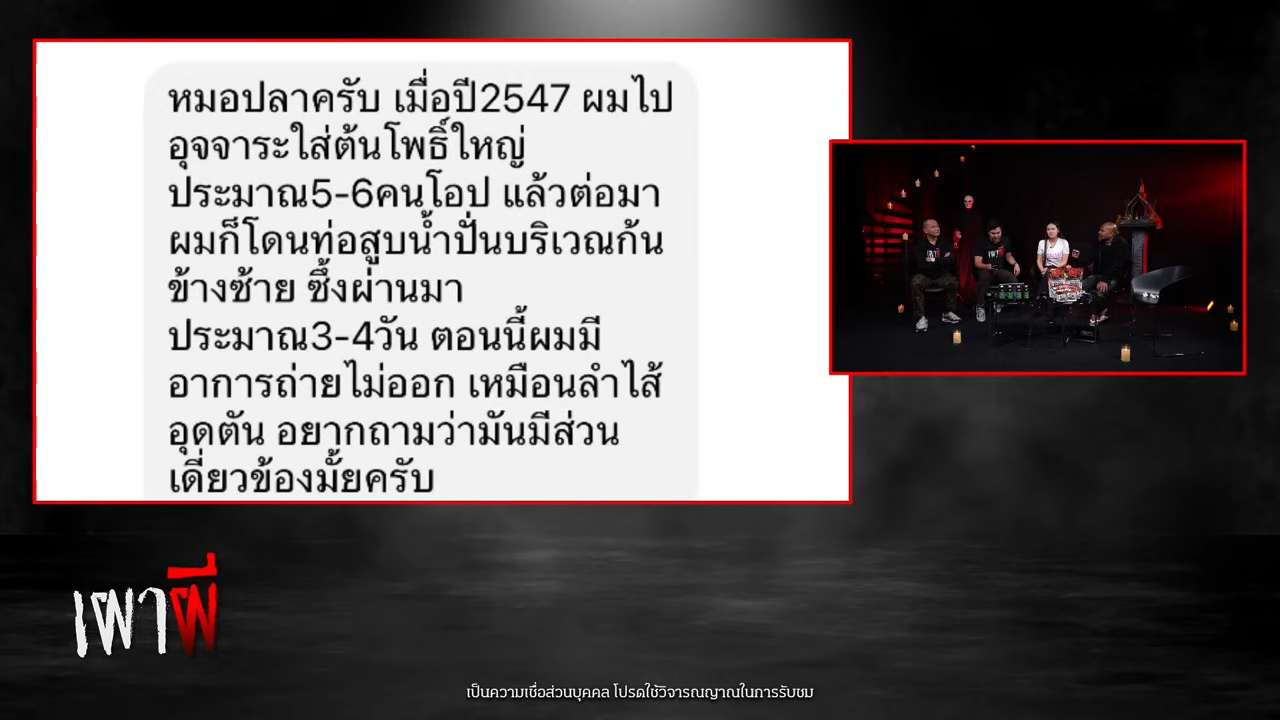 หมอปลาครับ เมื่อปี2547 ผมไป
อุจจาระใส่ต้นโพธิ์ใหญ่
ประมาณ5-6คนโอป แล้วต่อมา
ผมก็โดนท่อสูบน้ำปั่นบริเวณก้น
ข้างซ้าย ซึ้งผ่านมา
ประมาณ3-4วัน ตอนนี้ผมมี
อาการถ่ายไม่ออก เหมือนลำไส้
อุดตัน อยากถามว่ามันมีส่วน
เดี่ยวข้องมั้ยครับ
เผาผี
เป็นความเชื่อส่วนบุคคล โปรดใช้วิจารณญาณในการรับชม